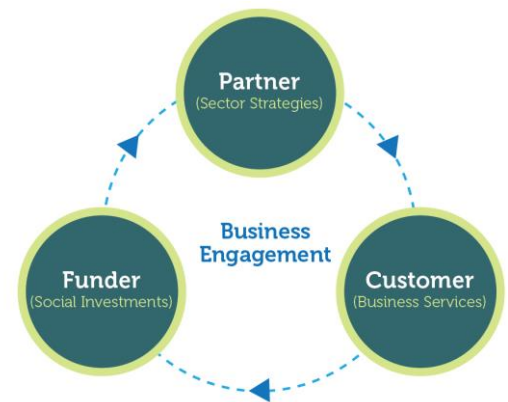 Partner
(Sector Strategies)
Business
Engagement
Funder
(Social Investments)
Customer
(Business Services)